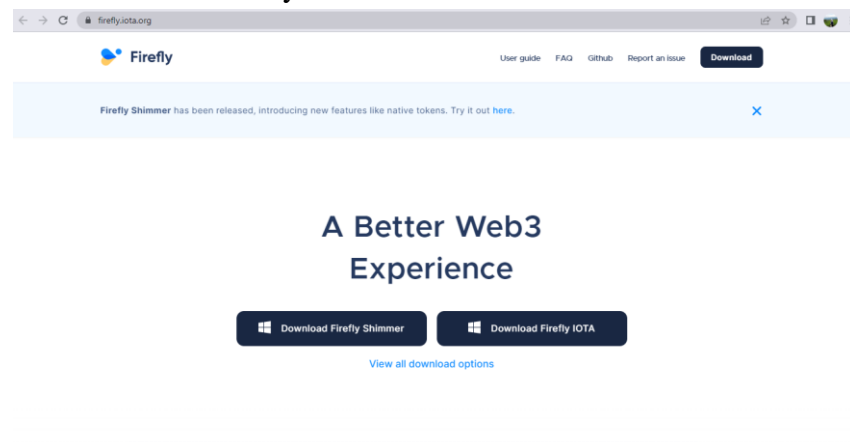 firefly.iota.org
Firefly
User guide FAQ Github Report an issue Download
Firefly Shimmer has been released, introducing new features like native tokens. Try it out here.
A Better Web3
Experience
Download Firefly Shimmer Download Firefly IOTA
View all download options